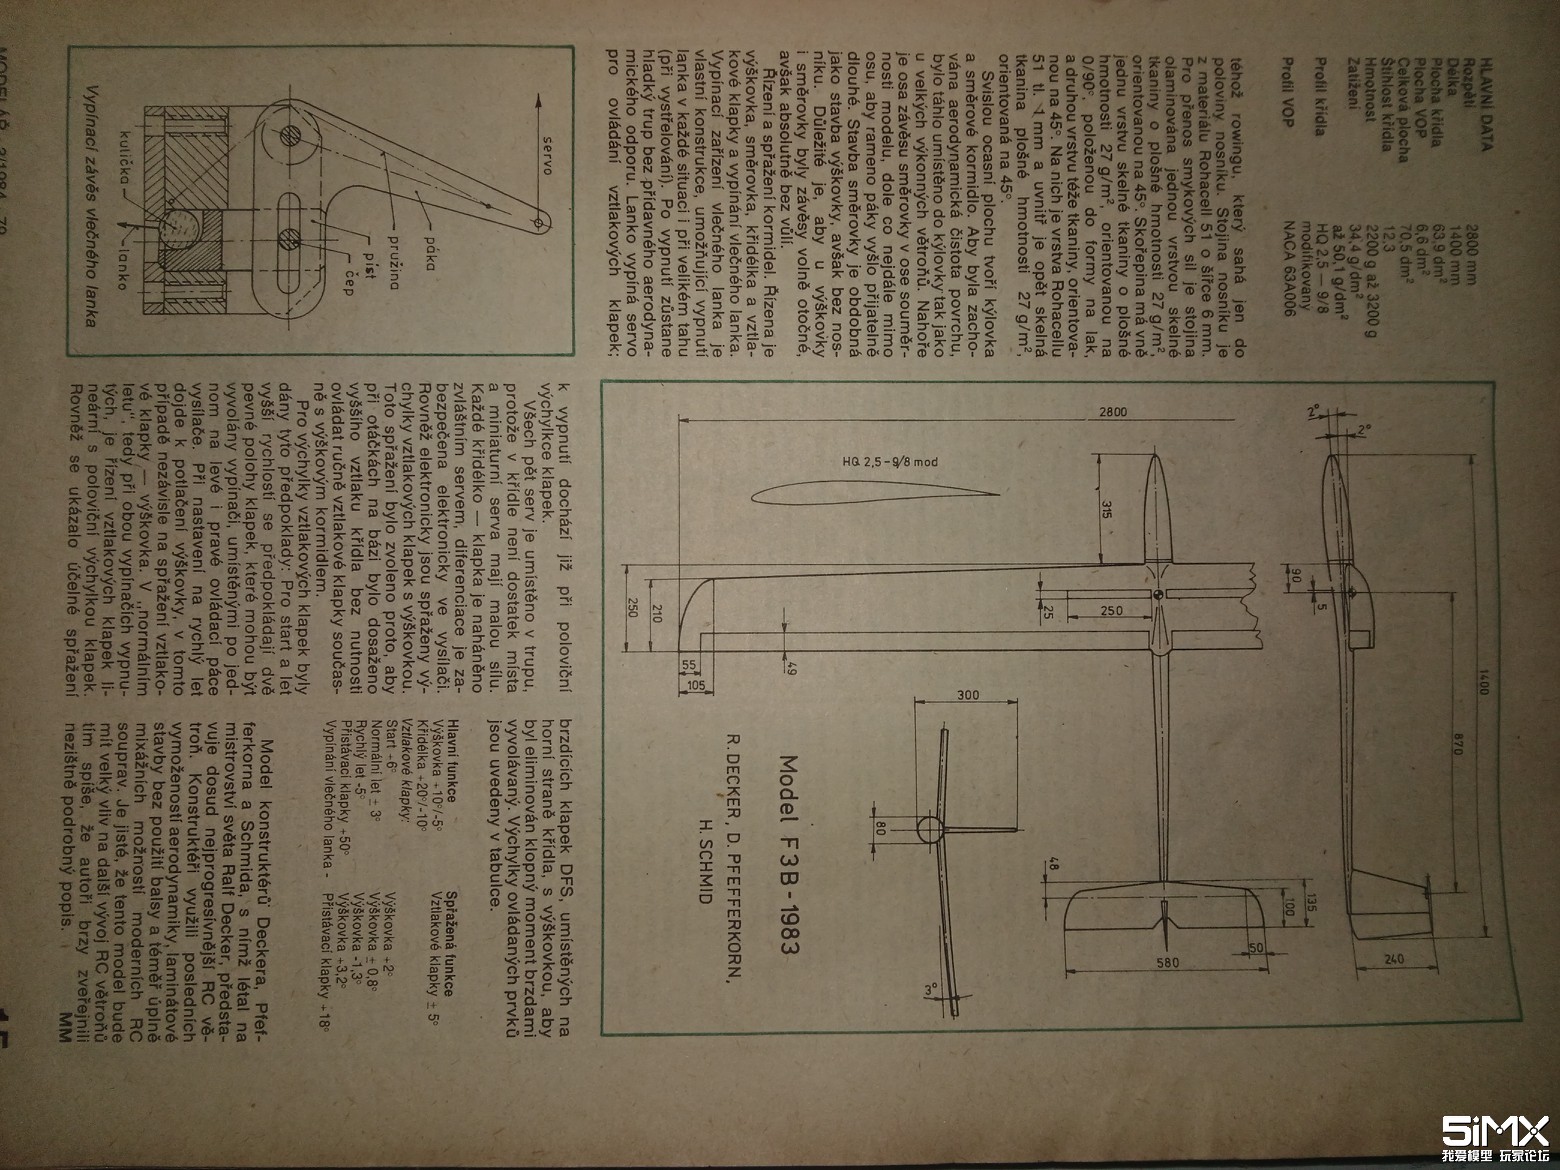 HLAVNÍ DATA
Rozpětí 2800 mm
Délka 1400 mm
Plocha křídla 63,9 dm²
Plocha VOP 6,6 dm²
Celková plocha 70,5 dm²
Štíhlost křídla 12,3
Hmotnost 2200 g až 3200 g
Zatížení 34,4 g/dm²
až 50,1 g/dm²
Profil křídla HQ 2,5 — 9/8
modifikovaný
Profil VOP NACA 63A006
téhož rowingu, který sahá jen do
poloviny nosníku. Stojina nosníku je
z materiálu Rohacell 51 o šířce 6 mm.
Pro přenos smykových sil je stojina
olaminována jednou vrstvou skelné
tkaniny o plošné hmotnosti 27 g/m²,
orientovanou na 45°. Skořepina má vně
jednu vrstvu skelné tkaniny o plošné
hmotnosti 27 g/m², orientovanou na
0/90°, položenou do formy na lak,
a druhou vrstvu téže tkaniny, orientova-
nou na 45°. Na nich je vrstva Rohacellu
51 tl. 1 mm a uvnitř je opět skelná
tkanina plošné hmotnosti 27 g/m²,
orientovaná na 45°.
Svislou ocasní plochu tvoří kýlovka
a směrové kormidlo. Aby byla zacho-
vána aerodynamická čistota povrchu,
bylo táhlo umístěno do kýlovky tak jako
u velkých výkonných větroňů. Nahoře
je osa závěsu směrovky v ose souměr-
nosti modelu, dole co nejdále mimo
osu, aby rameno páky vyšlo přijatelně
dlouhé. Stavba směrovky je obdobná
jako stavba výškovky, avšak bez nos-
níku. Důležité je, aby u výškovky
i směrovky byly závěsy volně otočné,
avšak absolutně bez vůlí.
Řízení a spřažení kormidel. Řízena je
výškovka, směrovka, křidélka a vztla-
kové klapky a vypínání vlečného lanka.
Vypínací zařízení vlečného lanka je
vlastní konstrukce, umožňující vypnutí
lanka v každé situaci i při velikém tahu
(při vystřelování). Po vypnutí zůstane
hladký trup bez přídavného aerodyna-
mického odporu. Lanko vypíná servo
pro ovládání vztlakových klapek;
servo
páka
pružina
čep
píst
kulička
lanko
Vypínací závěs vlečného lanka
2°
2°
1400
870
90
5
240
2800
HQ 2,5-9/8 mod
315
250
25
250
210
49
55
105
135
100
48
50
580
300
80
3°
Model F3B-1983
R. DECKER, D. PFEFFERKORN,
H. SCHMID
k vypnutí dochází již při poloviční
výchylkce klapek.
Všech pět serv je umístěno v trupu,
protože v křídle není dostatek místa
a miniaturní serva mají malou sílu.
Každé křidélko — klapka je naháněno
zvláštním servem, diferenciace je za-
bezpečena elektronicky ve vysílači.
Rovněž elektronicky jsou spřaženy vý-
chylky vztlakových klapek s výškovkou.
Toto spřažení bylo zvoleno proto, aby
při otáčkách na bázi bylo dosaženo
vyššího vztlaku křídla bez nutnosti
ovládat ručně vztlakové klapky součas-
ně s výškovým kormidlem.
Pro výchylky vztlakových klapek byly
dány tyto předpoklady: Pro start a let
vyšší rychlostí se předpokládají dvě
pevné polohy klapek, které mohou být
vyvolány vypínači, umístěnými po jed-
nom na levé i pravé ovládací páce
vysílače. Při nastavení na rychlý let
dojde k potlačení výškovky, v tomto
případě nezávisle na spřažení vztlako-
vé klapky — výškovka. V „normálním
letu", tedy při obou vypínačích vypnu-
tých, je řízení vztlakových klapek li-
neární s poloviční výchylkou klapek.
Rovněž se ukázalo účelné spřažení
brzdících klapek DFS, umístěných na
horní straně křídla, s výškovkou, aby
byl eliminován klopný moment brzdami
vyvolávaný. Výchylky ovládaných prvků
jsou uvedeny v tabulce.
Hlavní funkce Spřažená funkce
Výškovka +10°/-5° Vztlakové klapky ± 5°
Křidélka +20°/-10°
Vztlakové klapky:
Start +6° Výškovka +2°
Normální let ± 3° Výškovka ± 0,8°
Rychlý let -5° Výškovka -1,3°
Přistávací klapky +50° Výškovka +3,2°
Vypínání vlečného lanka - Přistávací klapky +18°
Model konstruktérů Deckera, Pfef-
ferkorna a Schmida, s nímž létal na
mistrovství světa Ralf Decker, předsta-
vuje dosud nejprogresívnější RC vě-
troň. Konstruktéři využili posledních
vymožeností aerodynamiky, laminátové
stavby bez použití balsy a téměř úplně
mixážních možností moderních RC
souprav. Je jisté, že tento model bude
mít velký vliv na další vývoj RC větroňů
tím spíše, že autoři brzy zveřejnili
nezištně podrobný popis.
MM
5iMX
我爱模型 玩家论坛